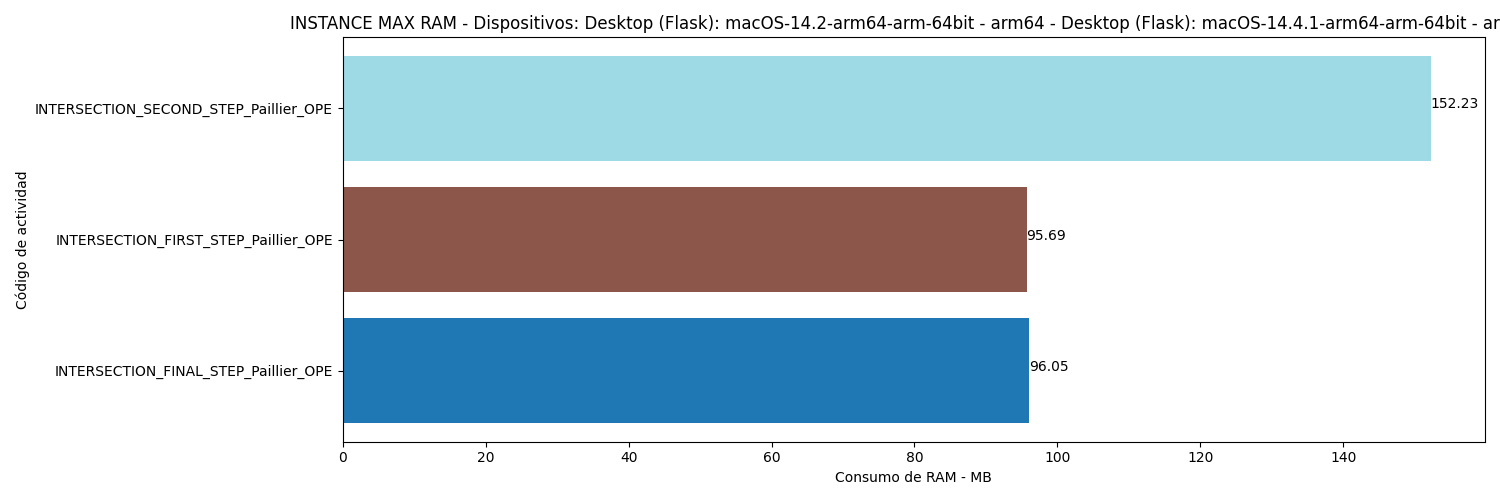 INSTANCE MAX RAM - Dispositivos: Desktop (Flask): macOS-14.2-arm64-arm-64bit - arm64 - Desktop (Flask): macOS-14.4.1-arm64-arm-64bit - ar
INTERSECTION_SECOND_STEP_Paillier_OPE
152.23
Código de actividad
INTERSECTION_FIRST_STEP_Paillier_OPE
95.69
INTERSECTION_FINAL_STEP_Paillier_OPE
96.05
0 20 40 60 80 100 120 140
Consumo de RAM - MB